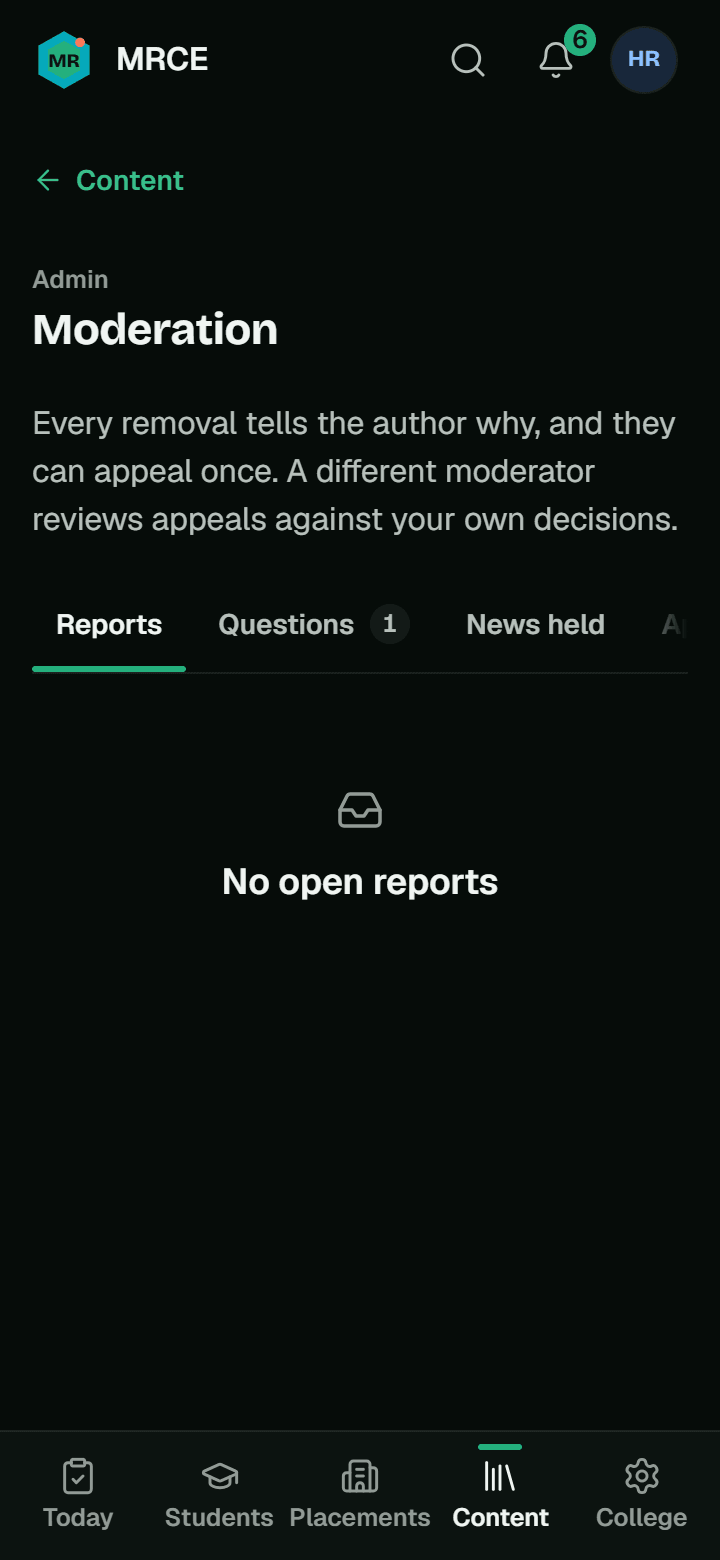 MR
MRCE
6
HR
Content
Admin
Moderation
Every removal tells the author why, and they
can appeal once. A different moderator
reviews appeals against your own decisions.
Reports
Questions 1
News held
No open reports
Today
Students
Placements
Content
College